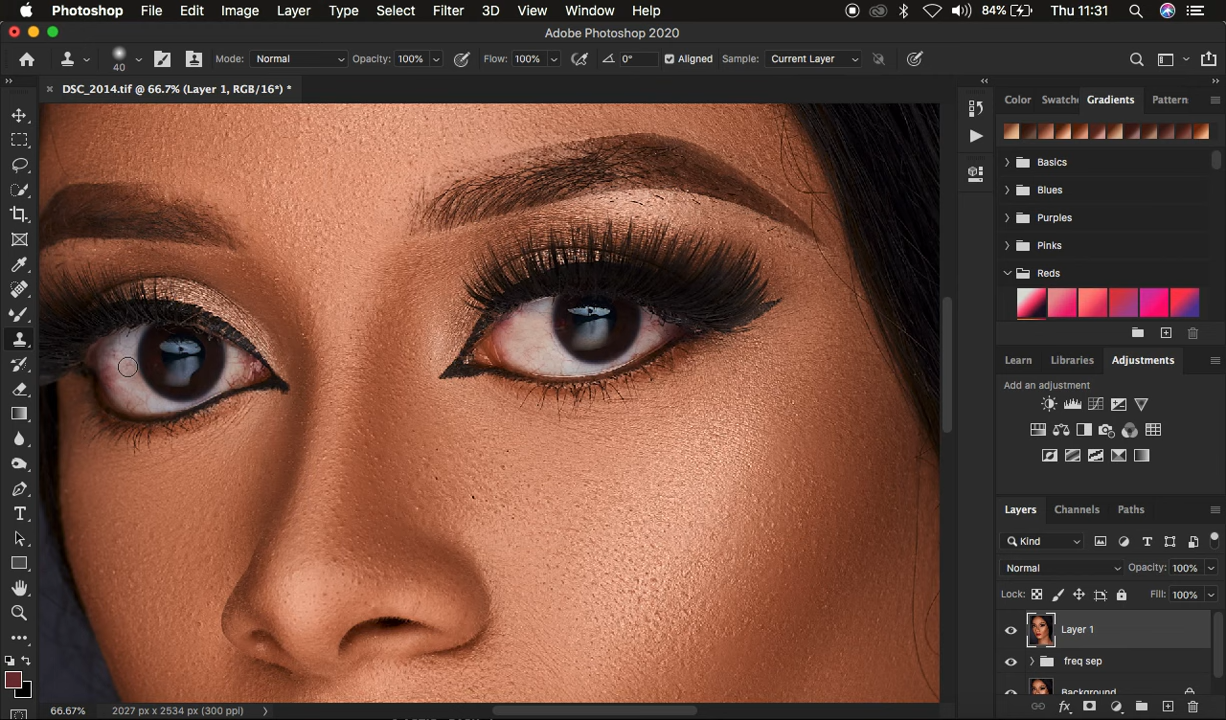 Photoshop File Edit Image Layer Type Select Filter 3D View Window Help 84% Thu 11:31
Adobe Photoshop 2020
40 Mode: Normal Opacity: 100% Flow: 100% 0° Aligned Sample: Current Layer
DSC_2014.tif @ 66.7% (Layer 1, RGB/16*) *
Color Swatche Gradients Pattern
Basics
Blues
Purples
Pinks
Reds
Learn Libraries Adjustments
Add an adjustment
Layers Channels Paths
Kind
Normal Opacity: 100%
Lock: Fill: 100%
Layer 1
freq sep
Background
66.67% 2027 px x 2534 px (300 ppi)